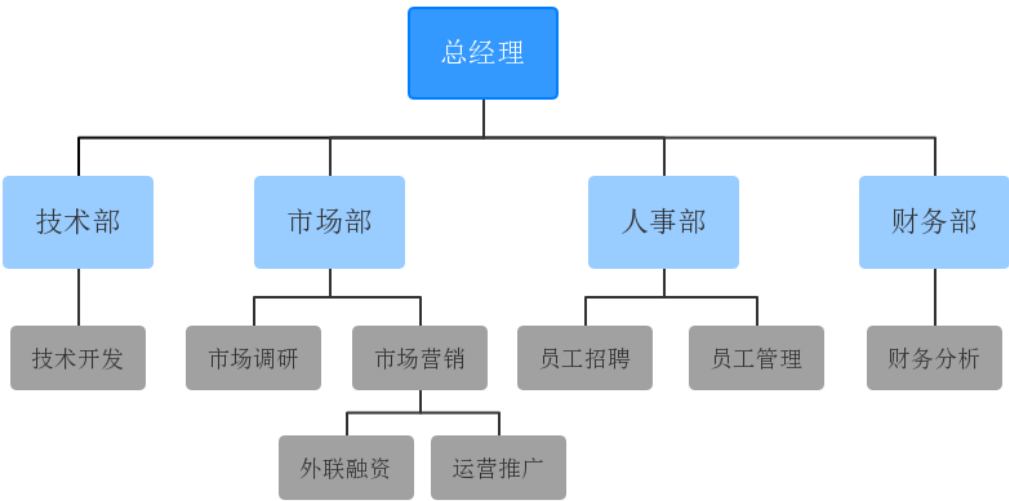 总经理
技术部
市场部
人事部
财务部
技术开发
市场调研
市场营销
员工招聘
员工管理
财务分析
外联融资
运营推广